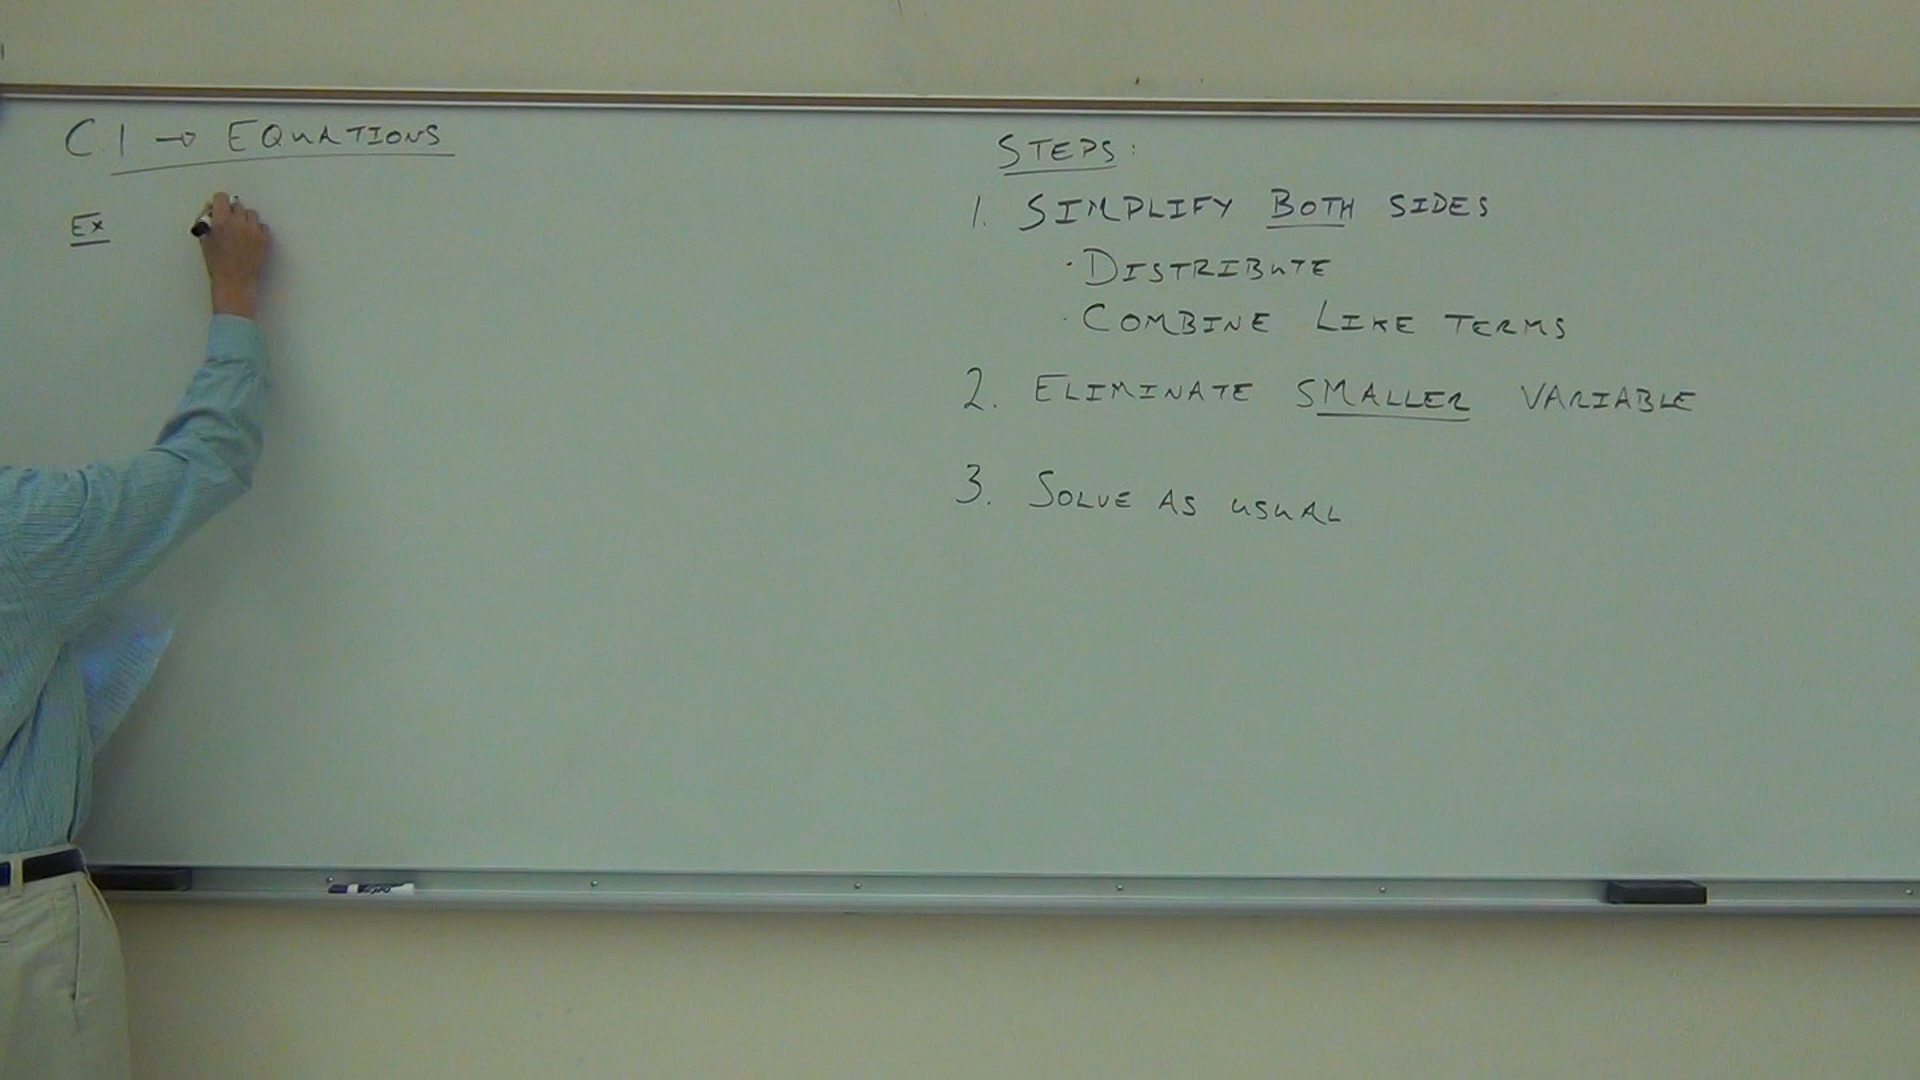 C.1 → EQUATIONS
Ex
STEPS:
1. SIMPLIFY BOTH SIDES
· DISTRIBUTE
· COMBINE LIKE TERMS
2. ELIMINATE SMALLER VARIABLE
3. SOLVE AS USUAL